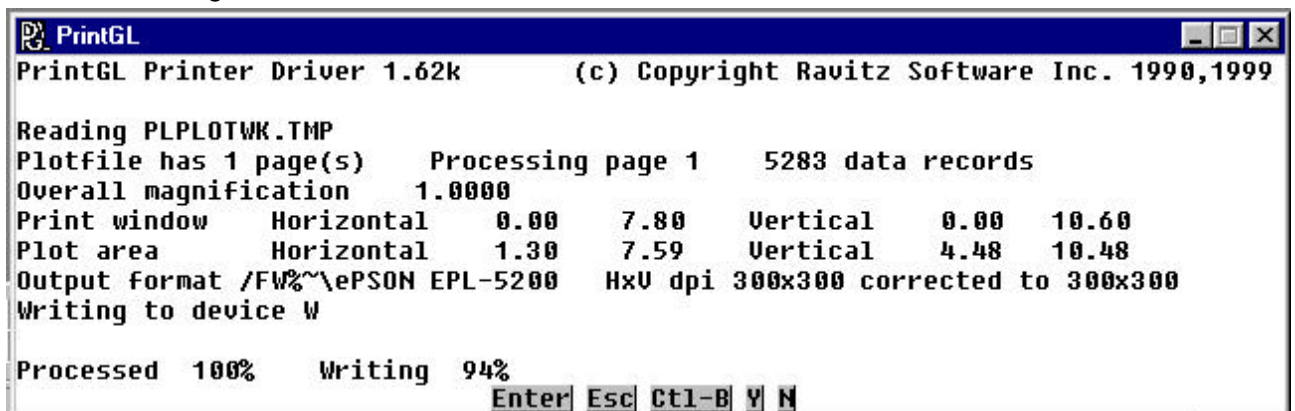 PrintGL
PrintGL Printer Driver 1.62k (c) Copyright Ravitz Software Inc. 1990,1999
Reading PLPLOTWK.TMP
Plotfile has 1 page(s) Processing page 1 5283 data records
Overall magnification 1.0000
Print window Horizontal 0.00 7.80 Vertical 0.00 10.60
Plot area Horizontal 1.30 7.59 Vertical 4.48 10.48
Output format /FW%~\ePSON EPL-5200 HxV dpi 300x300 corrected to 300x300
Writing to device W
Processed 100% Writing 94%
Enter Esc Ctl-B Y N